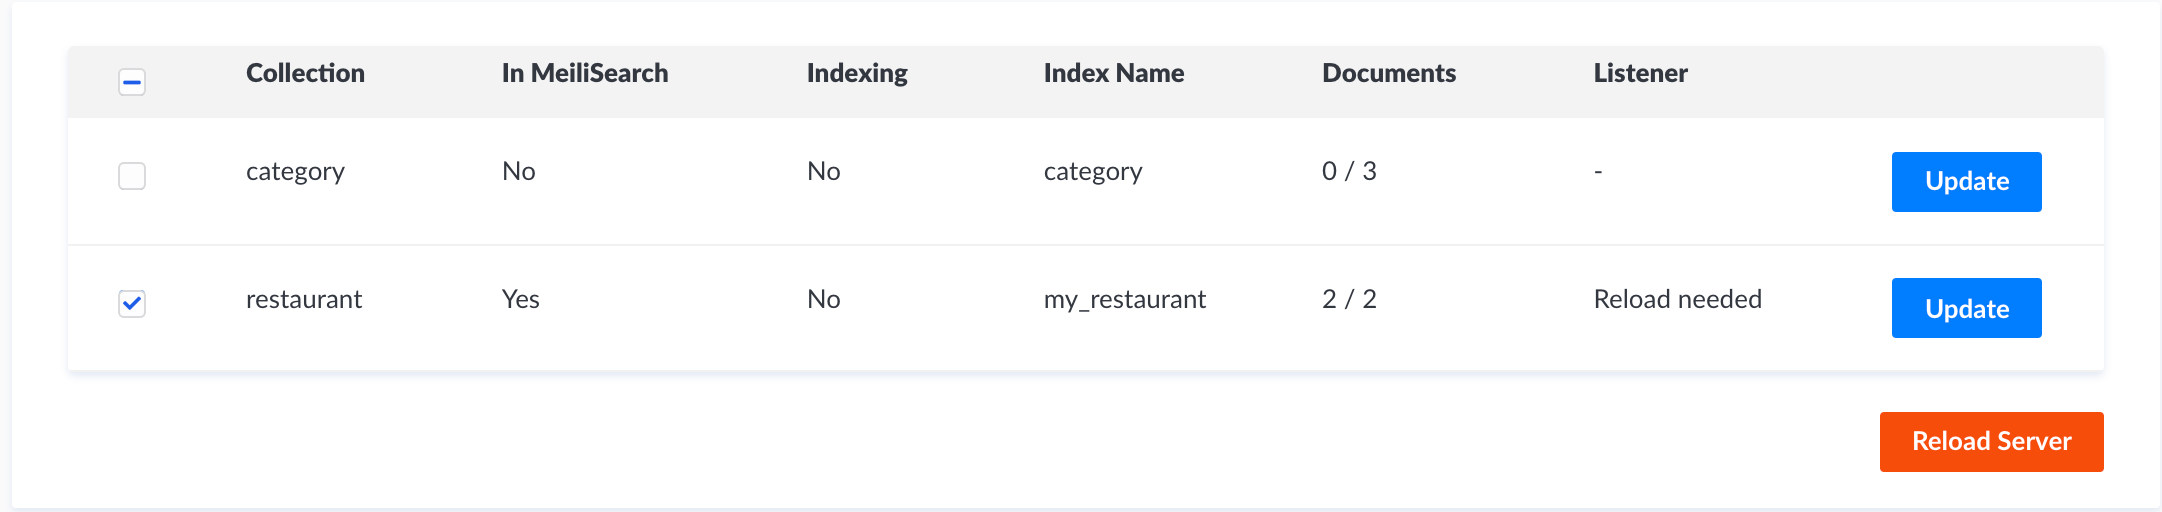 Collection In MeiliSearch Indexing Index Name Documents Listener
category No No category 0 / 3 - Update
restaurant Yes No my_restaurant 2 / 2 Reload needed Update
Reload Server